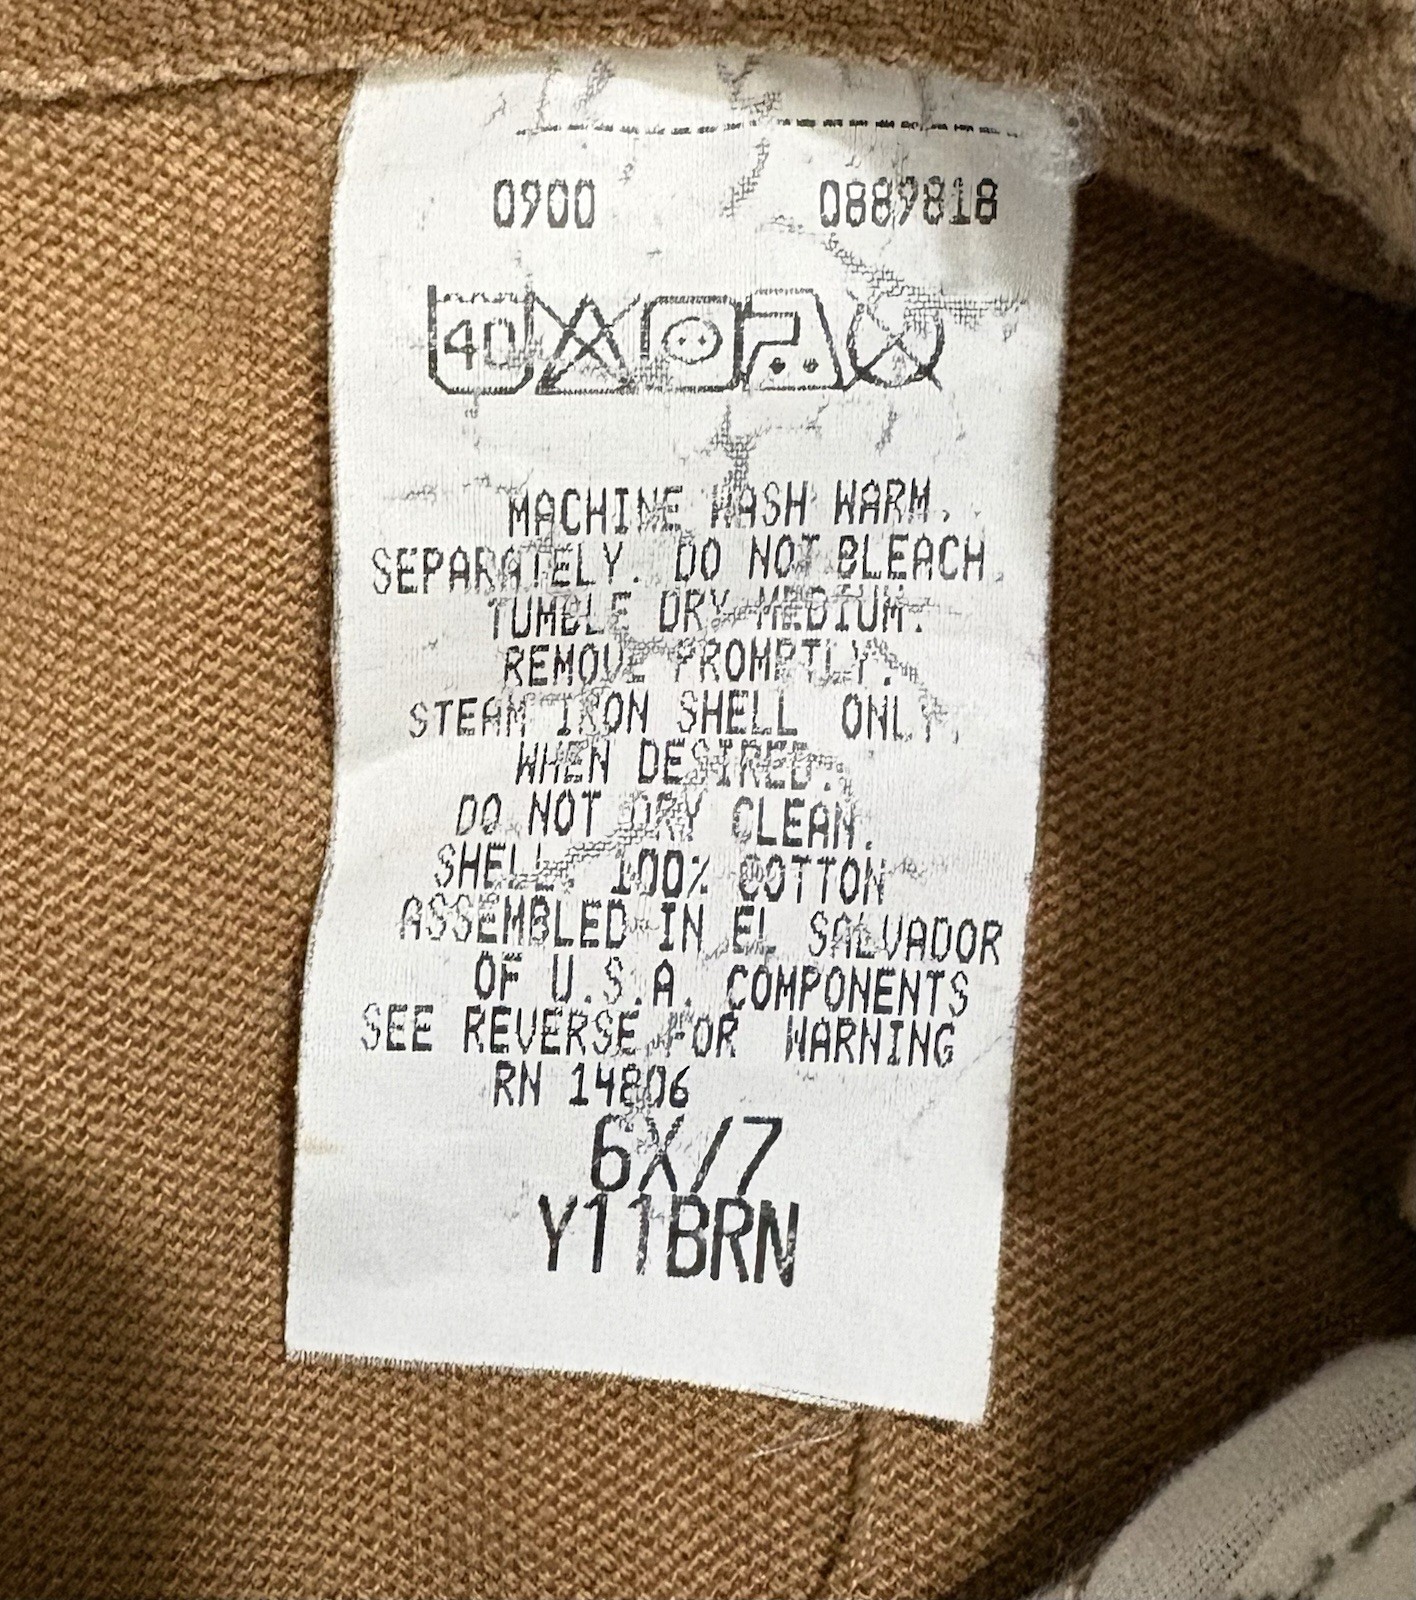 0900 0889818
40
MACHINE WASH WARM.
SEPARATELY. DO NOT BLEACH.
TUMBLE DRY MEDIUM.
REMOVE PROMPTLY.
STEAM IRON SHELL ONLY,
WHEN DESIRED.
DO NOT DRY CLEAN.
SHELL: 100% COTTON
ASSEMBLED IN EL SALVADOR
OF U.S.A. COMPONENTS
SEE REVERSE FOR WARNING
RN 14806
6X/7
Y11BRN